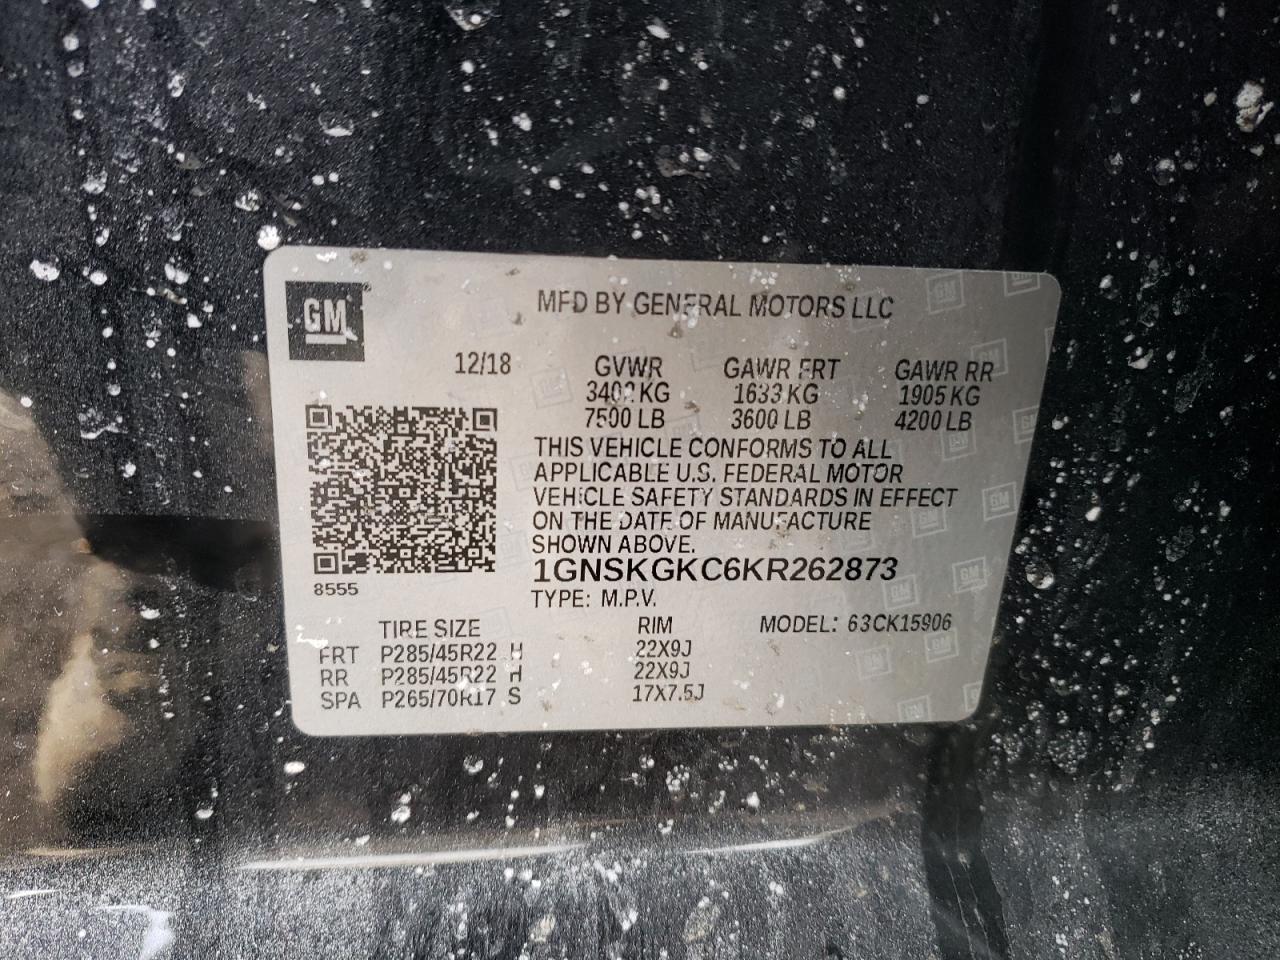 GM
MFD BY GENERAL MOTORS LLC
12/18 GVWR GAWR FRT GAWR RR
3402 KG 1633 KG 1905 KG
7500 LB 3600 LB 4200 LB
THIS VEHICLE CONFORMS TO ALL
APPLICABLE U.S. FEDERAL MOTOR
VEHICLE SAFETY STANDARDS IN EFFECT
ON THE DATE OF MANUFACTURE
SHOWN ABOVE.
1GNSKGKC6KR262873
8555
TYPE: M.P.V.
TIRE SIZE RIM MODEL: 63CK15906
FRT P285/45R22 H 22X9J
RR P285/45R22 H 22X9J
SPA P265/70R17 S 17X7.5J